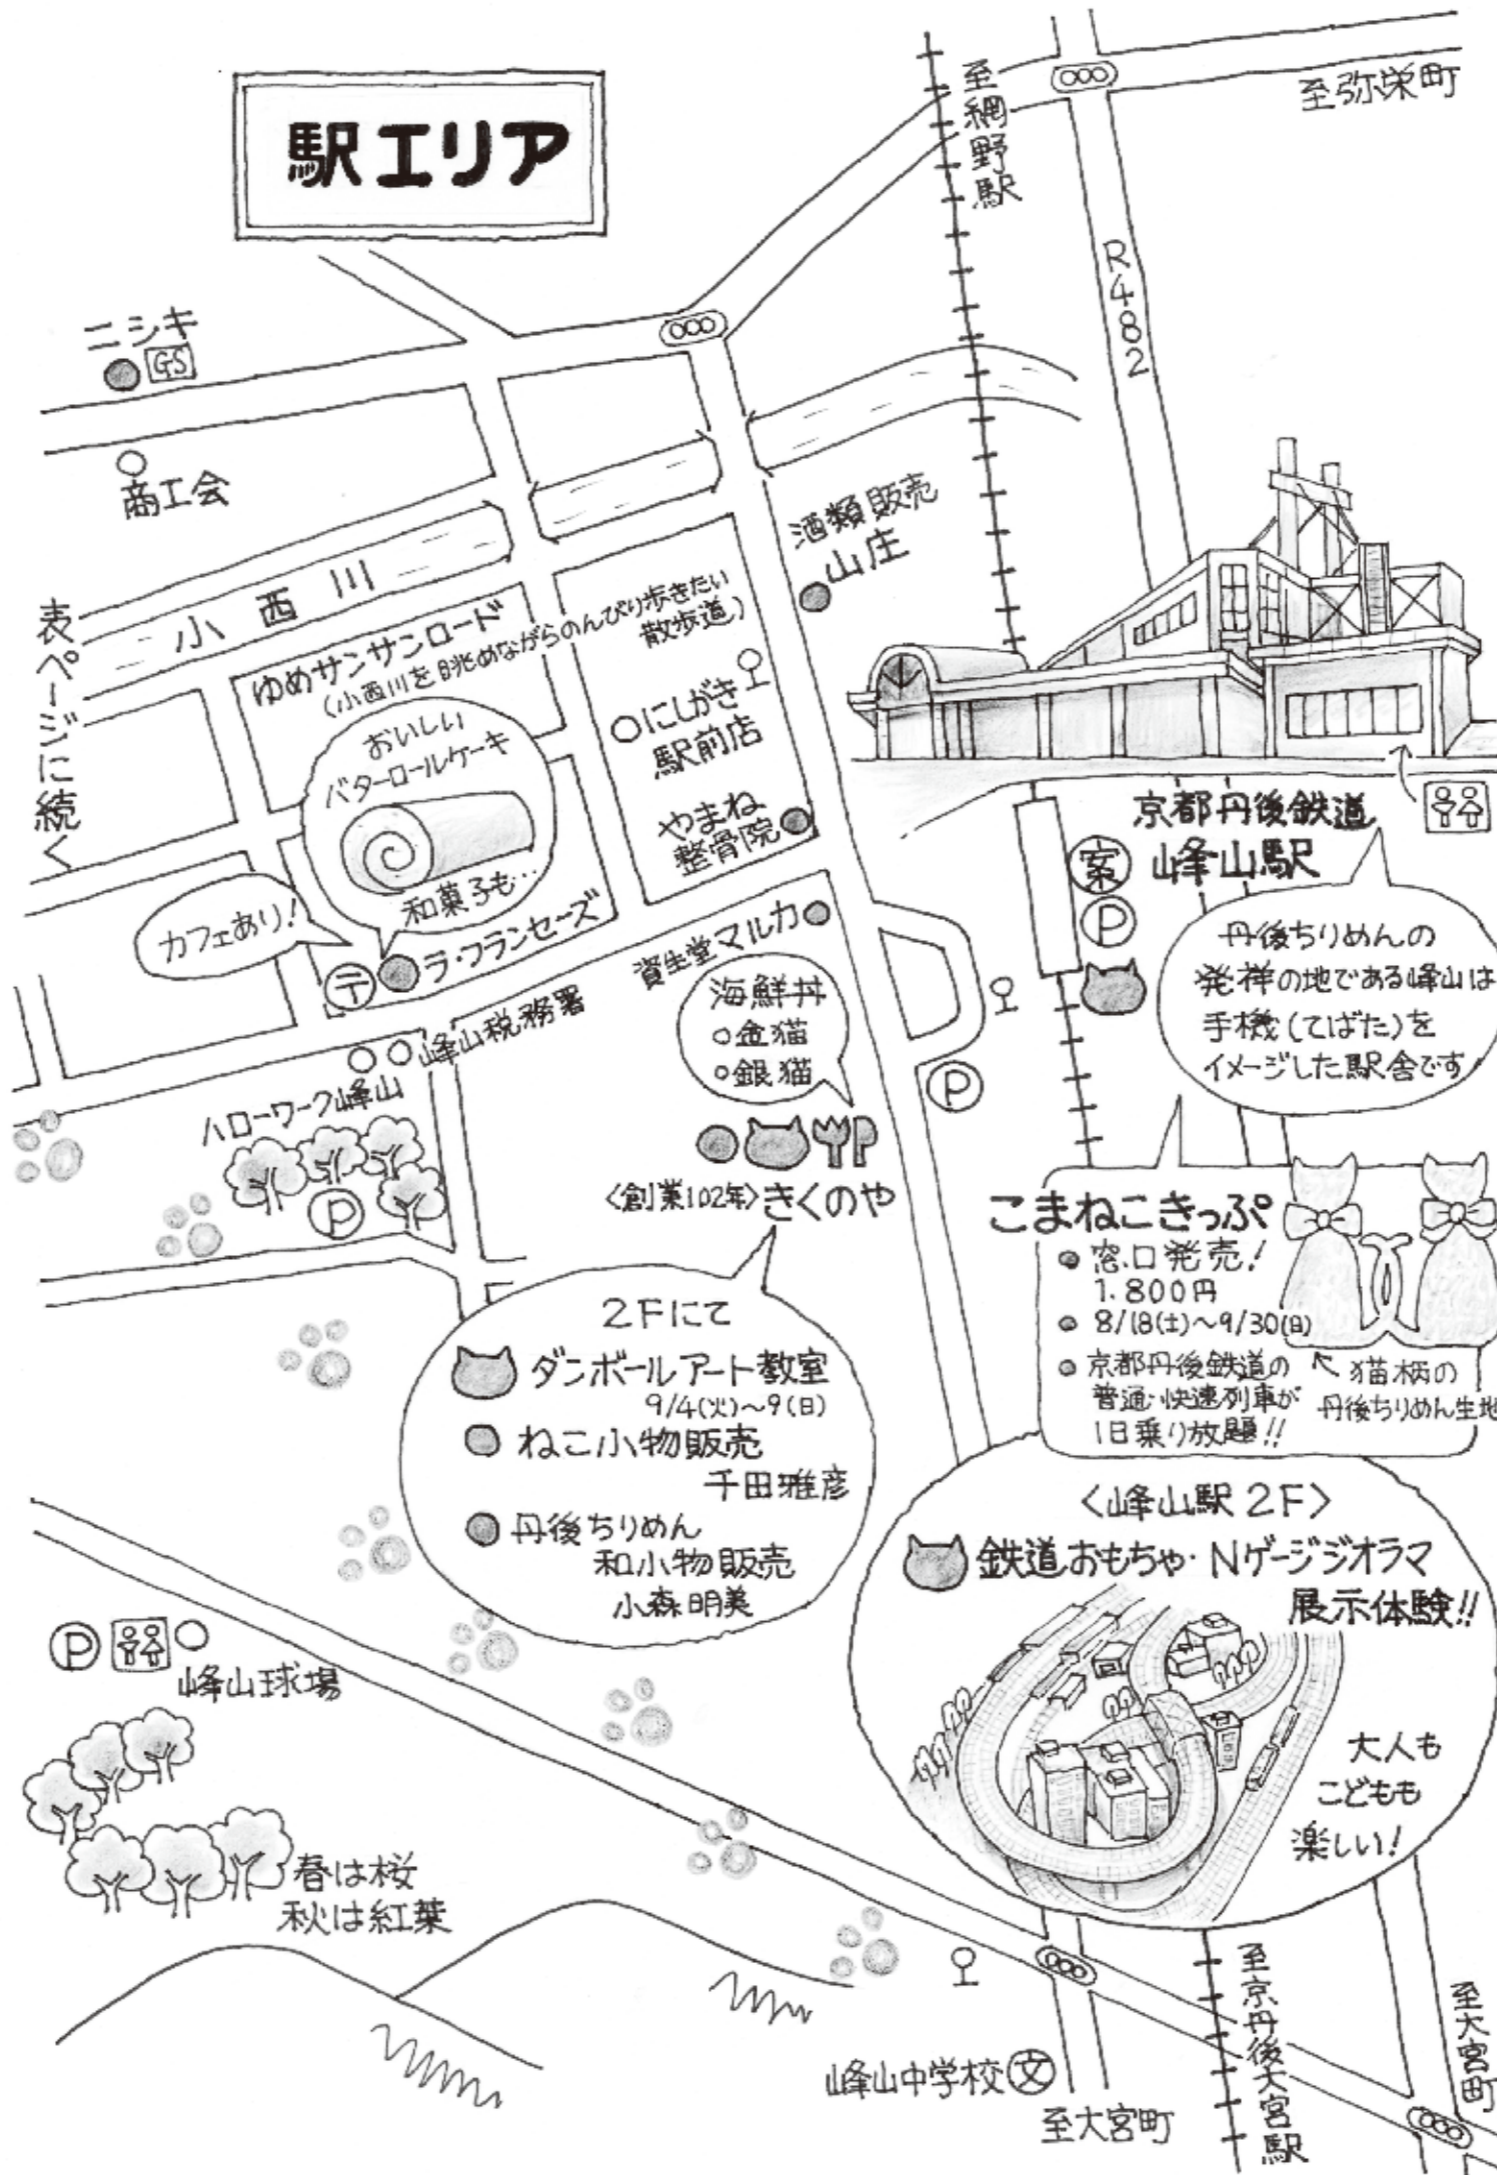 駅エリア
至網野駅
至弥栄町
R482
ニシキ
GS
商工会
小西川
表ページに続く
ゆめサンサンロード
(小西川を眺めながらのんびり歩きたい
散歩道)
酒類販売
山庄
にしがき
駅前店
やまね
整骨院
おいしい
バターロールケーキ
和菓子も…
カフェあり!
〒
ラ・フランセーズ
資生堂マルカ
峰山税務署
ハローワーク峰山
P
海鮮丼
○金猫
○銀猫
P
〈創業102年〉きくのや
京都丹後鉄道
案
峰山駅
P
丹後ちりめんの
発祥の地である峰山は
手機(てばた)を
イメージした駅舎です
こまねこきっぷ
● 窓口発売!
1.800円
● 8/18(土)~9/30(日)
● 京都丹後鉄道の
普通・快速列車が
1日乗り放題!!
猫柄の
丹後ちりめん生地
2Fにて
ダンボールアート教室
9/4(火)~9(日)
ねこ小物販売
千田雅彦
丹後ちりめん
和小物販売
小森明美
〈峰山駅2F〉
鉄道おもちゃ・Nゲージジオラマ
展示体験!!
大人も
こどもも
楽しい!
P
峰山球場
春は桜
秋は紅葉
峰山中学校
文
至大宮町
至京丹後大宮駅
至大宮町